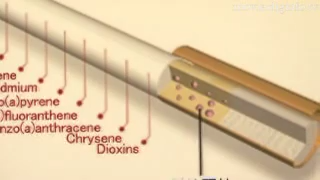 ene
dmium
o(a)pyrene
)fluoranthene
nzo(a)anthracene
Chrysene
Dioxins